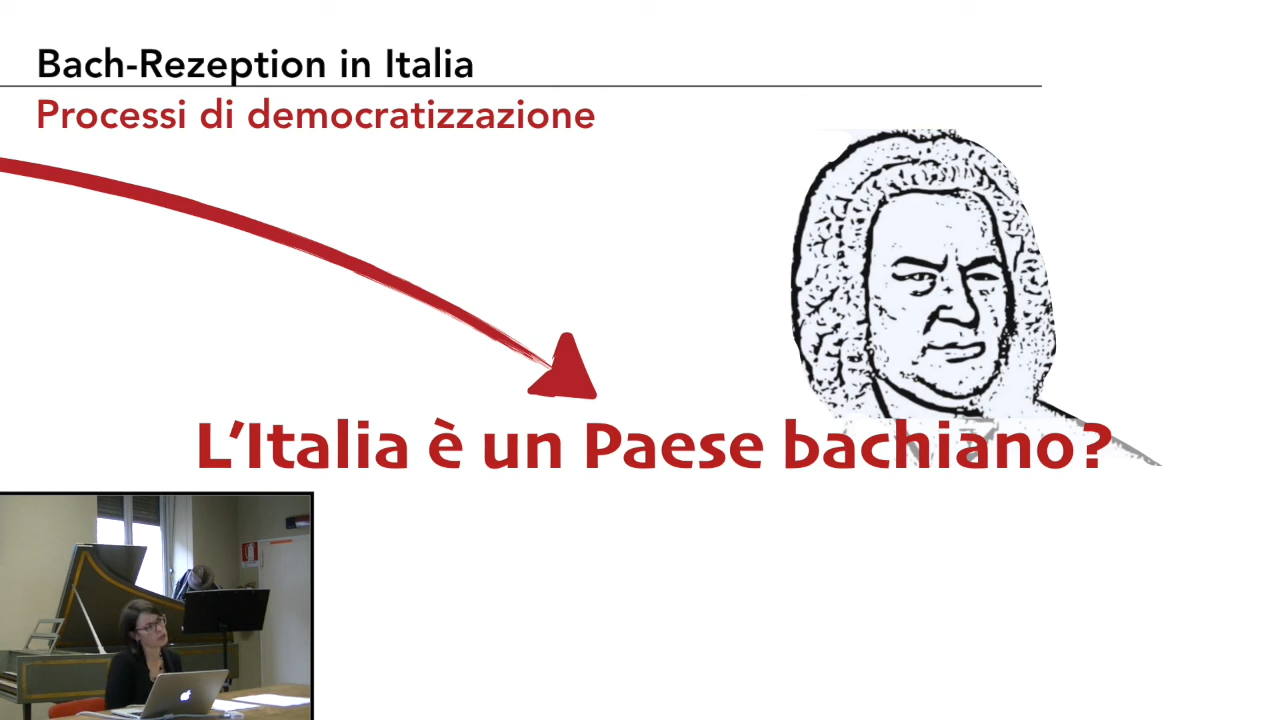 Bach-Rezeption in Italia
Processi di democratizzazione
L'Italia è un Paese bachiano?